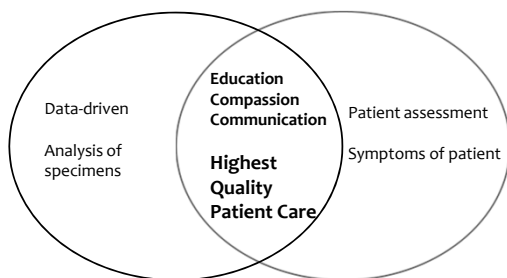 Data-driven
Analysis of
specimens
Education
Compassion
Communication
Highest
Quality
Patient Care
Patient assessment
Symptoms of patient